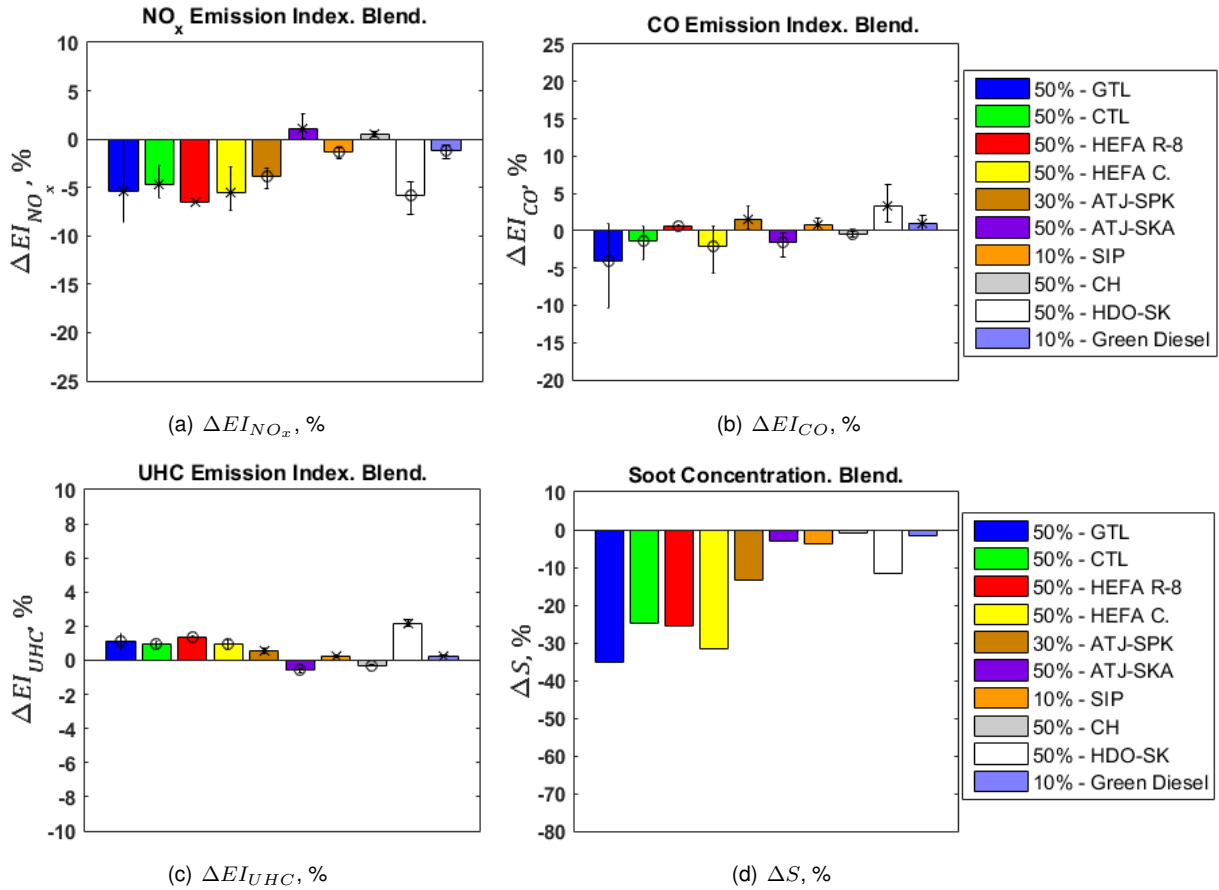 NOx Emission Index. Blend.
10
5
0
-5
-10
-15
-20
-25
ΔEI_NOx, %
(a) ΔEI_NOx, %
CO Emission Index. Blend.
25
20
15
10
5
0
-5
-10
-15
-20
ΔEI_CO, %
(b) ΔEI_CO, %
50% - GTL
50% - CTL
50% - HEFA R-8
50% - HEFA C.
30% - ATJ-SPK
50% - ATJ-SKA
10% - SIP
50% - CH
50% - HDO-SK
10% - Green Diesel
UHC Emission Index. Blend.
10
8
6
4
2
0
-2
-4
-6
-8
-10
ΔEI_UHC, %
(c) ΔEI_UHC, %
Soot Concentration. Blend.
10
0
-10
-20
-30
-40
-50
-60
-70
-80
ΔS, %
(d) ΔS, %
50% - GTL
50% - CTL
50% - HEFA R-8
50% - HEFA C.
30% - ATJ-SPK
50% - ATJ-SKA
10% - SIP
50% - CH
50% - HDO-SK
10% - Green Diesel